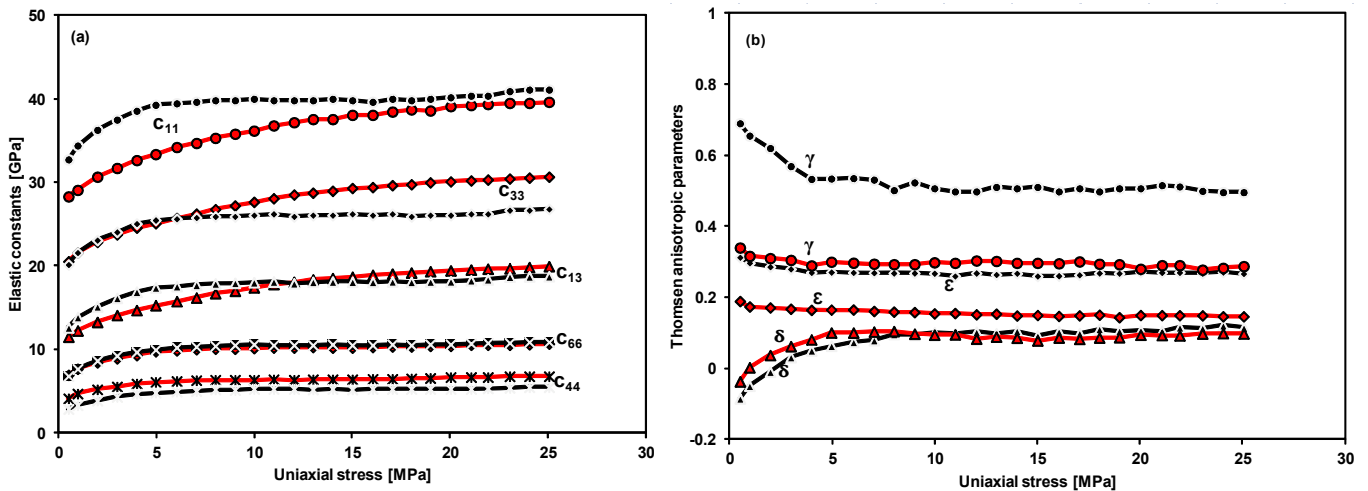 (a)
Elastic constants [GPa]
50
40
30
20
10
0
C11
C33
C13
C66
C44
0 5 10 15 20 25 30
Uniaxial stress [MPa]
(b)
Thomsen anisotropic parameters
1
0.8
0.6
0.4
0.2
0
-0.2
γ
γ
ε
ε
δ
δ
0 5 10 15 20 25 30
Uniaxial stress [MPa]